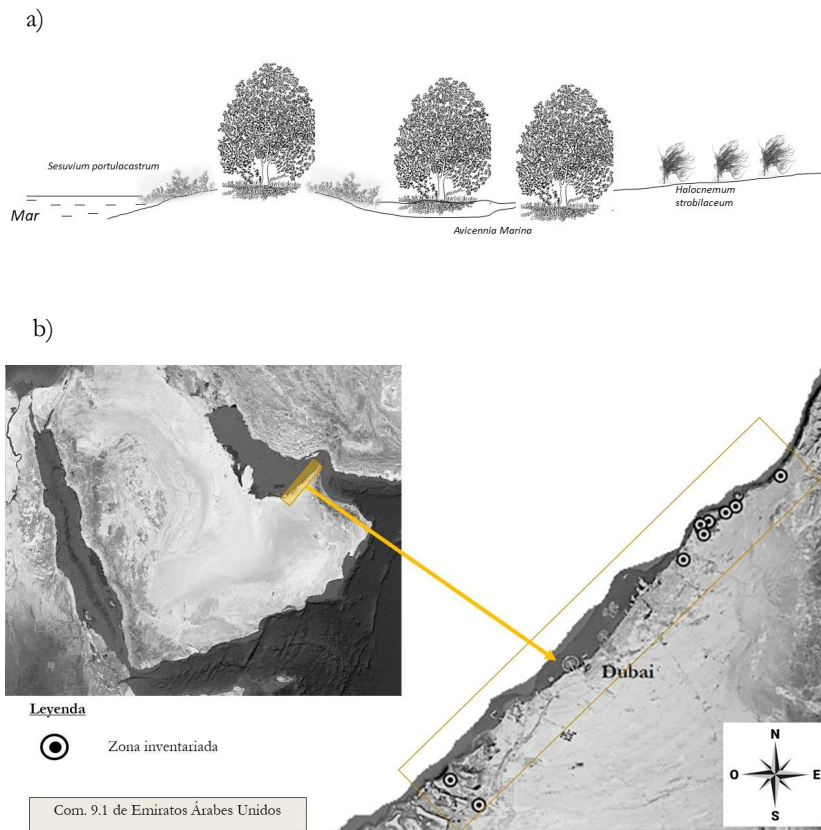 a)
Sesuvium portulacastrum
Mar
Halocnemum
strobilaceum
Avicennia Marina
b)
Dubai
Leyenda
Zona inventariada
Com. 9.1 de Emiratos Árabes Unidos
N
O
E
S